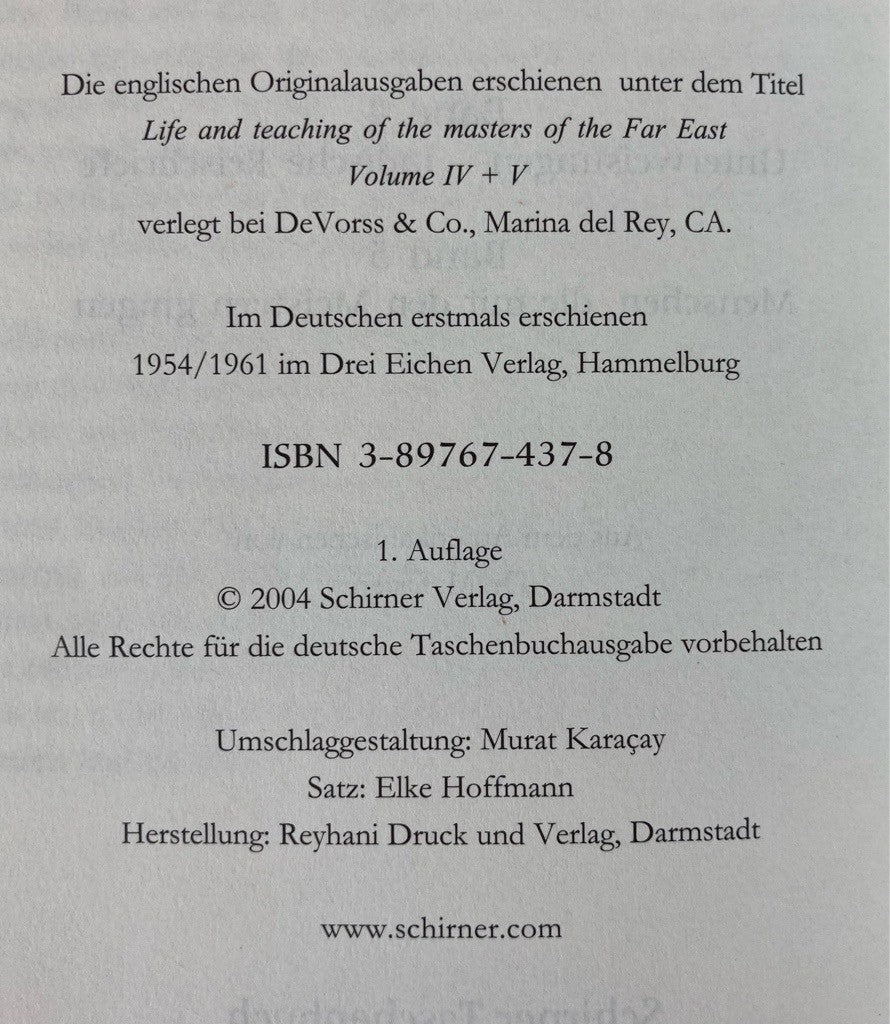 Die englischen Originalausgaben erschienen unter dem Titel
Life and teaching of the masters of the Far East
Volume IV + V
verlegt bei DeVorss & Co., Marina del Rey, CA.
Im Deutschen erstmals erschienen
1954/1961 im Drei Eichen Verlag, Hammelburg
ISBN 3-89767-437-8
1. Auflage
© 2004 Schirner Verlag, Darmstadt
Alle Rechte für die deutsche Taschenbuchausgabe vorbehalten
Umschlaggestaltung: Murat Karaçay
Satz: Elke Hoffmann
Herstellung: Reyhani Druck und Verlag, Darmstadt
www.schirner.com